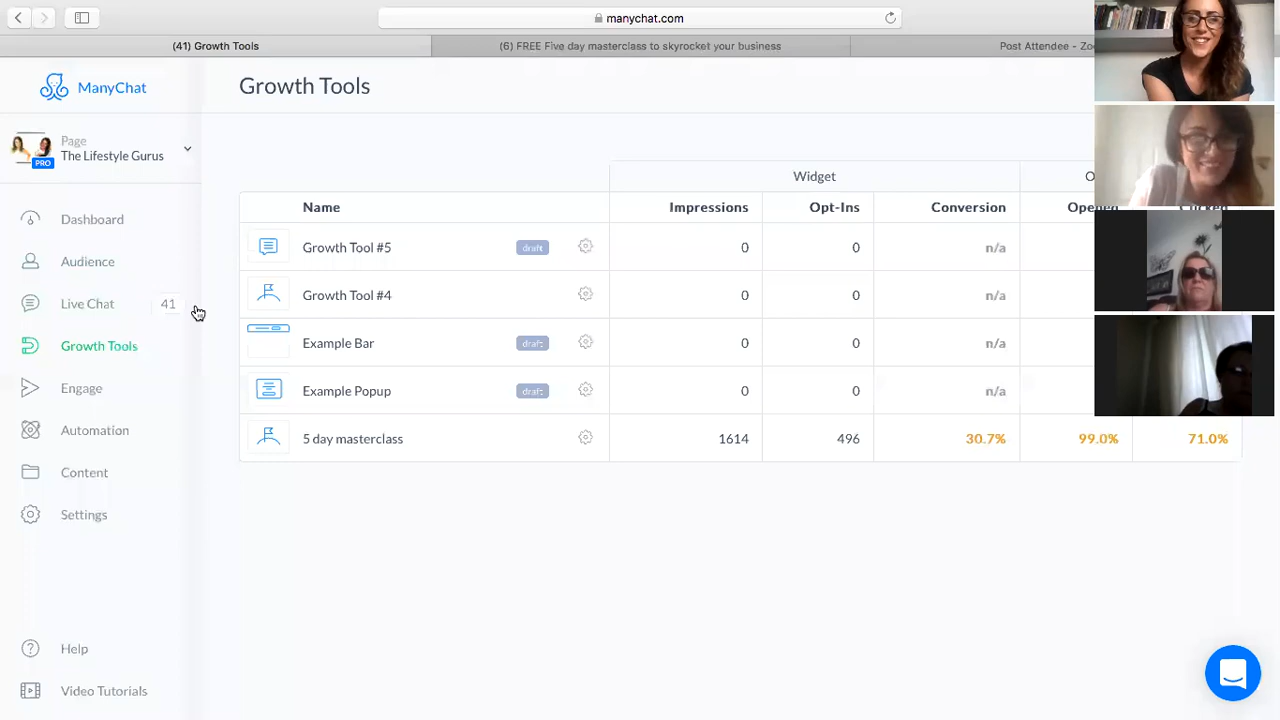 manychat.com
(41) Growth Tools
(6) FREE Five day masterclass to skyrocket your business
Post Attendee - Zoo
ManyChat
Growth Tools
Page
The Lifestyle Gurus
PRO
Dashboard
Audience
Live Chat 41
Growth Tools
Engage
Automation
Content
Settings
Help
Video Tutorials
Widget
Name Impressions Opt-Ins Conversion Opened Clicked
Growth Tool #5 draft 0 0 n/a
Growth Tool #4 0 0 n/a
Example Bar draft 0 0 n/a
Example Popup draft 0 0 n/a
5 day masterclass 1614 496 30.7% 99.0% 71.0%